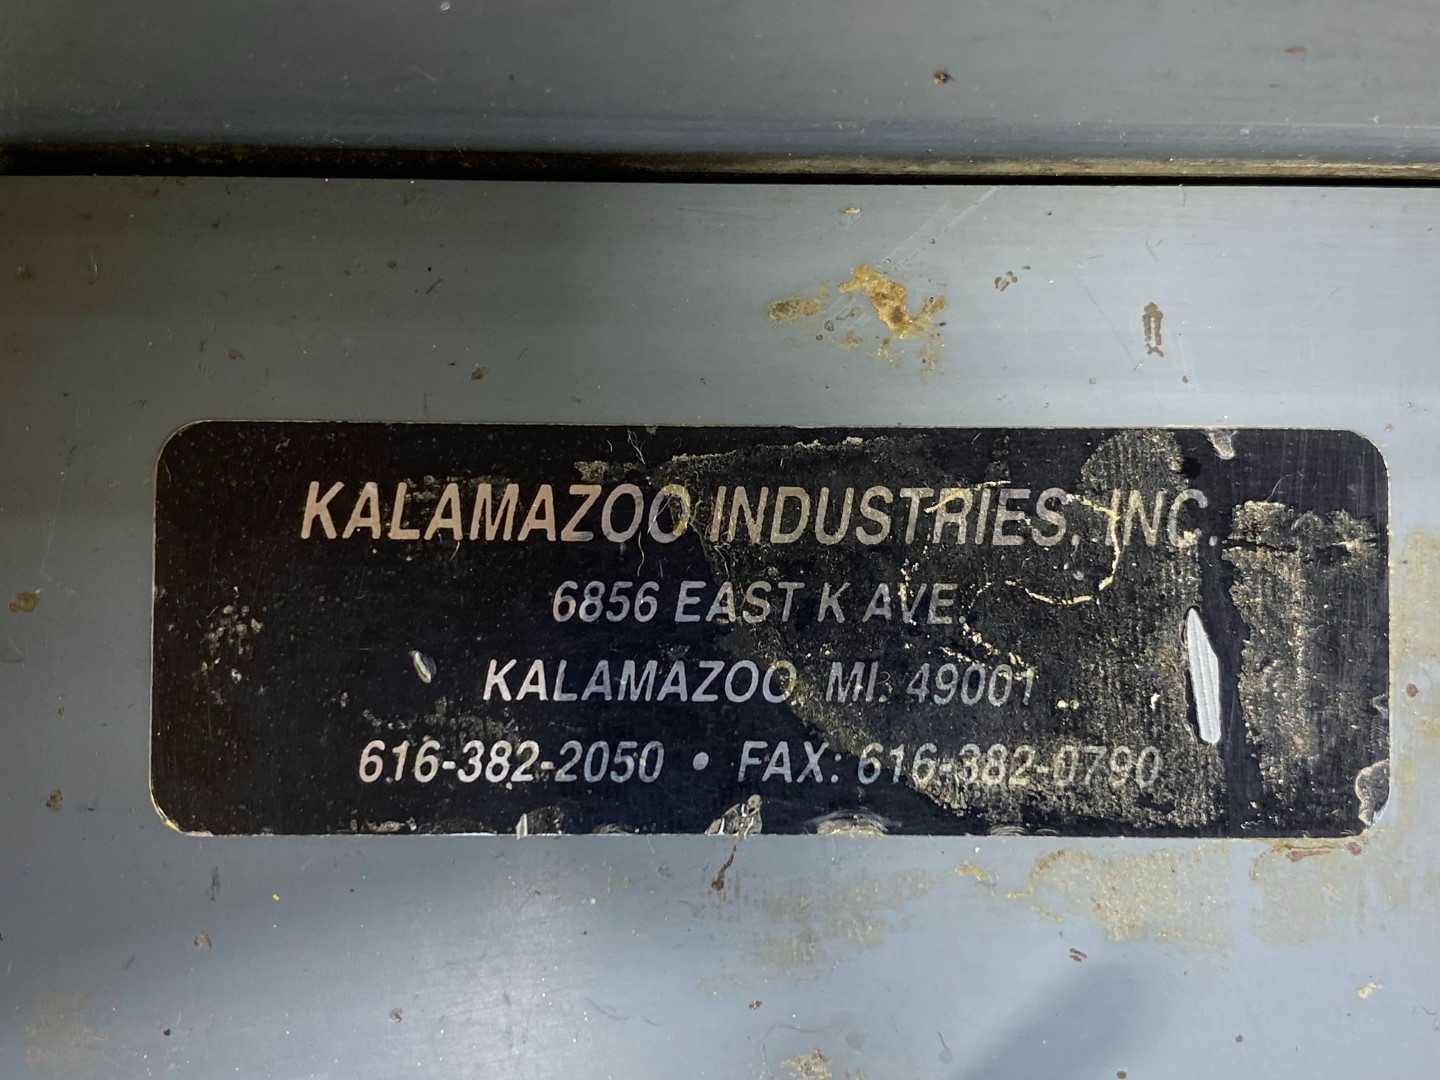 KALAMAZOO INDUSTRIES, INC.
6856 EAST K AVE.
KALAMAZOO, MI. 49001
616-382-2050 • FAX: 616-382-0790